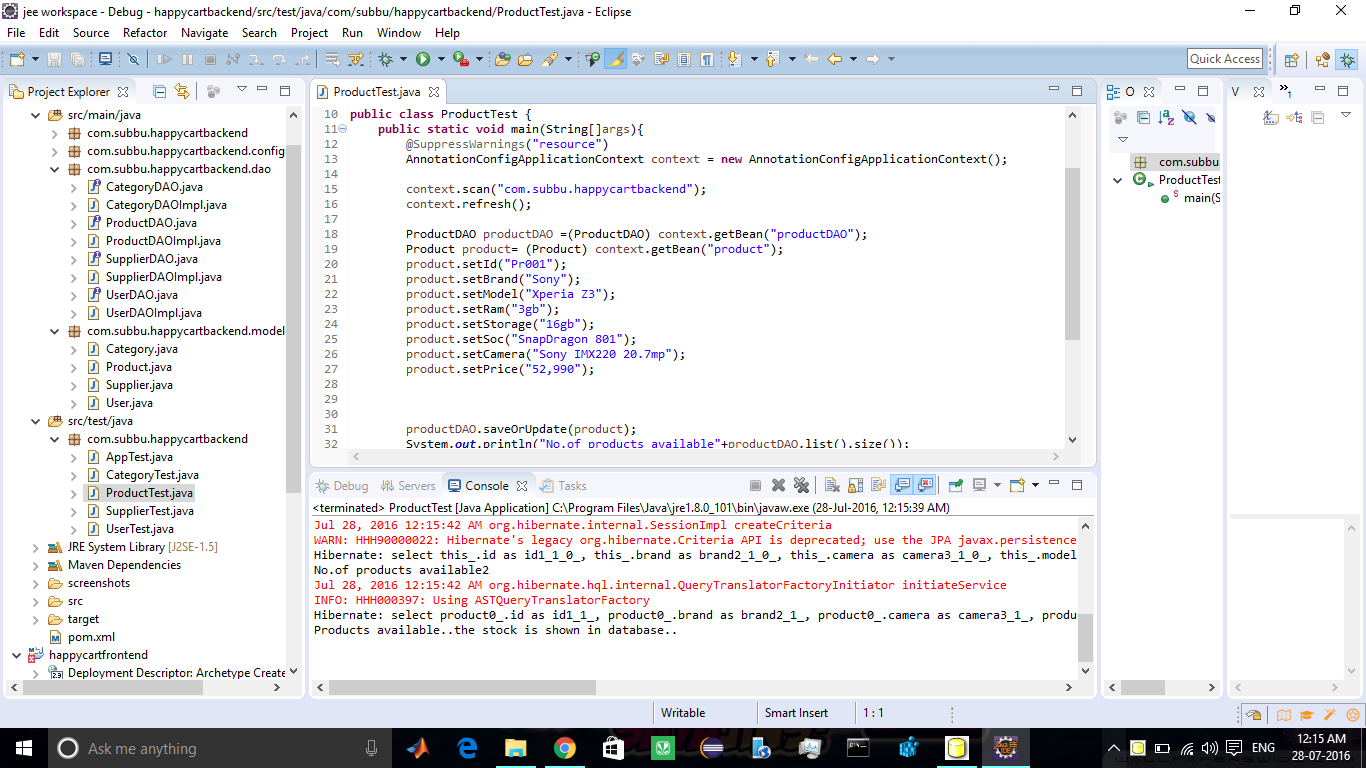 jee workspace - Debug - happycartbackend/src/test/java/com/subbu/happycartbackend/ProductTest.java - Eclipse
File Edit Source Refactor Navigate Search Project Run Window Help
Quick Access
Project Explorer
src/main/java
com.subbu.happycartbackend
com.subbu.happycartbackend.config
com.subbu.happycartbackend.dao
CategoryDAO.java
CategoryDAOImpl.java
ProductDAO.java
ProductDAOImpl.java
SupplierDAO.java
SupplierDAOImpl.java
UserDAO.java
UserDAOImpl.java
com.subbu.happycartbackend.model
Category.java
Product.java
Supplier.java
User.java
src/test/java
com.subbu.happycartbackend
AppTest.java
CategoryTest.java
ProductTest.java
SupplierTest.java
UserTest.java
JRE System Library [J2SE-1.5]
Maven Dependencies
screenshots
src
target
pom.xml
happycartfrontend
Deployment Descriptor: Archetype Create
ProductTest.java
10 public class ProductTest {
11 public static void main(String[]args){
12 @SuppressWarnings("resource")
13 AnnotationConfigApplicationContext context = new AnnotationConfigApplicationContext();
14
15 context.scan("com.subbu.happycartbackend");
16 context.refresh();
17
18 ProductDAO productDAO =(ProductDAO) context.getBean("productDAO");
19 Product product= (Product) context.getBean("product");
20 product.setId("Pr001");
21 product.setBrand("Sony");
22 product.setModel("Xperia Z3");
23 product.setRam("3gb");
24 product.setStorage("16gb");
25 product.setSoc("SnapDragon 801");
26 product.setCamera("Sony IMX220 20.7mp");
27 product.setPrice("52,990");
28
29
30
31 productDAO.saveOrUpdate(product);
32 System.out.println("No.of products available"+productDAO.list().size());
O
com.subbu
ProductTest
main(S
V
1
Debug Servers Console Tasks
<terminated> ProductTest [Java Application] C:\Program Files\Java\jre1.8.0_101\bin\javaw.exe (28-Jul-2016, 12:15:39 AM)
Jul 28, 2016 12:15:42 AM org.hibernate.internal.SessionImpl createCriteria
WARN: HHH90000022: Hibernate's legacy org.hibernate.Criteria API is deprecated; use the JPA javax.persistence
Hibernate: select this_.id as id1_1_0_, this_.brand as brand2_1_0_, this_.camera as camera3_1_0_, this_.model
No.of products available2
Jul 28, 2016 12:15:42 AM org.hibernate.hql.internal.QueryTranslatorFactoryInitiator initiateService
INFO: HHH000397: Using ASTQueryTranslatorFactory
Hibernate: select product0_.id as id1_1_, product0_.brand as brand2_1_, product0_.camera as camera3_1_, produ
Products available..the stock is shown in database..
Writable Smart Insert 1 : 1
Ask me anything
ENG
12:15 AM
28-07-2016